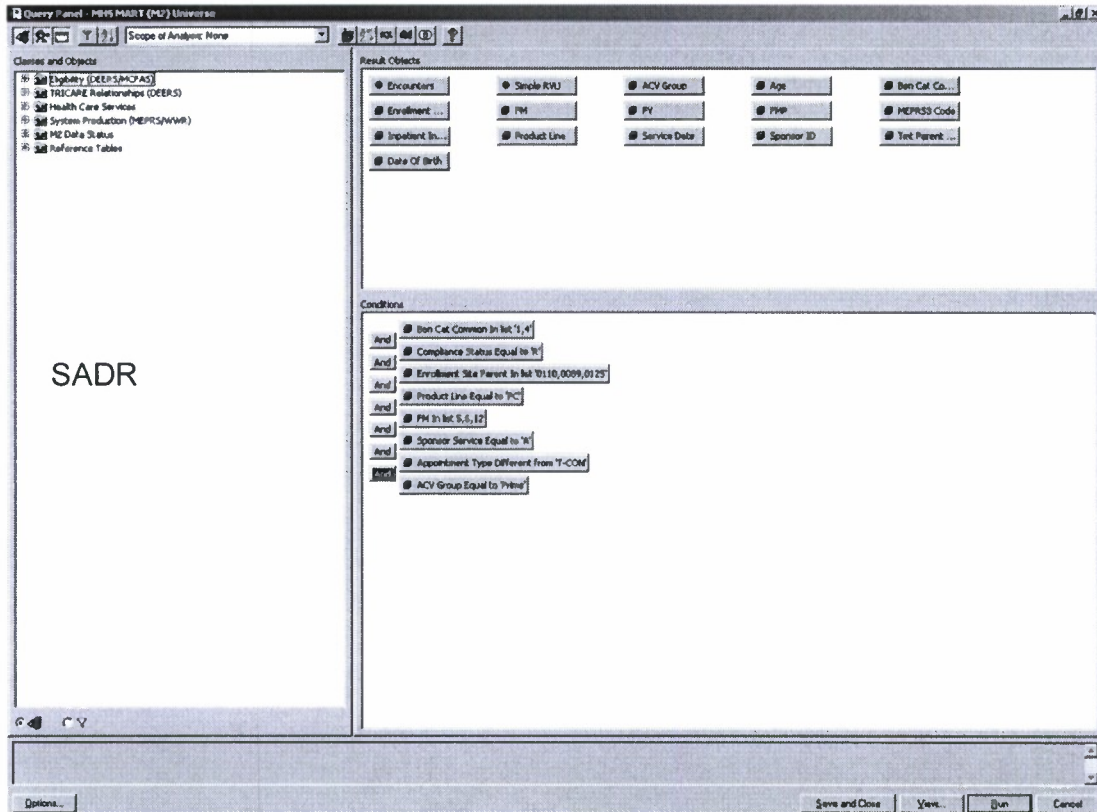 Query Panel - MHS MART (M2) Universe
Scope of Analysis: None
Classes and Objects
Eligibility (DEERS/MCFAS)
TRICARE Relationships (DEERS)
Health Care Services
System Production (MEPRS/WWR)
M2 Data Status
Reference Tables
SADR
Result Objects
Encounters Simple RVU ACV Group Age Ben Cat Co...
Enrollment ... FM FY PMP MEPRS3 Code
Inpatient In... Product Line Service Date Sponsor ID Tmt Parent ...
Date Of Birth
Conditions
Ben Cat Common In list '1,4'
And
Compliance Status Equal to 'R'
And
Enrollment Site Parent In list '0110,0089,0125'
And
Product Line Equal to 'PC'
And
FM In list 5,6,12
And
Sponsor Service Equal to 'A'
And
Appointment Type Different from 'T-CON'
And
ACV Group Equal to 'Prime'
Options... Save and Close View... Run Cancel